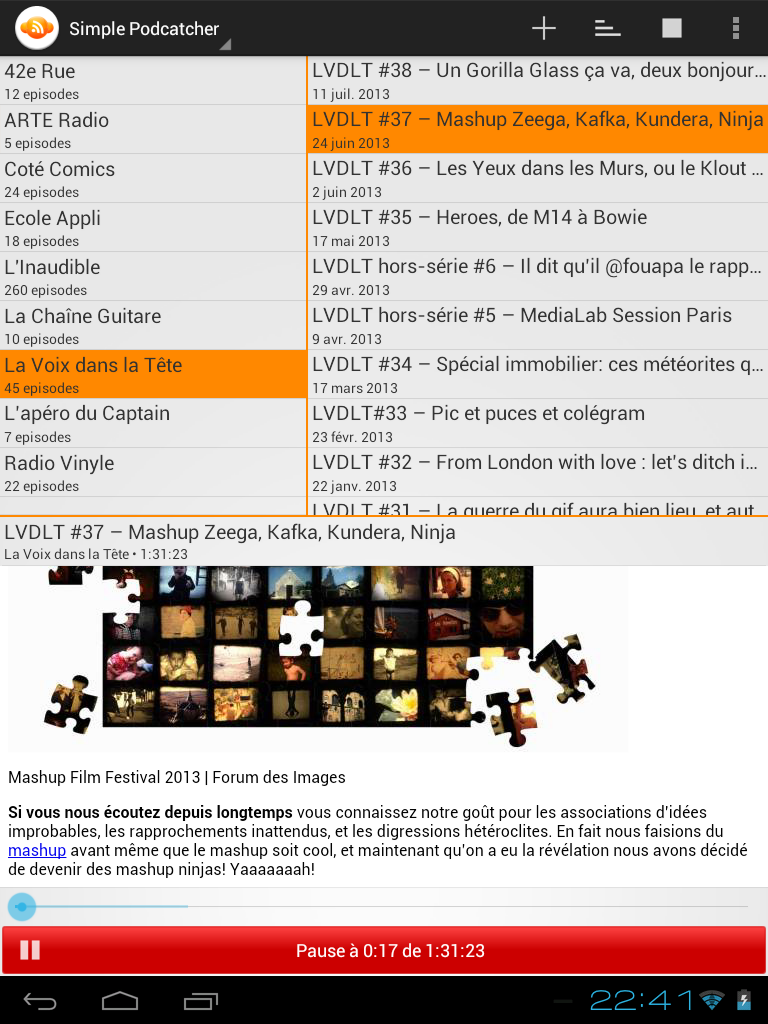 Simple Podcatcher
42e Rue
12 episodes
ARTE Radio
5 episodes
Coté Comics
24 episodes
Ecole Appli
18 episodes
L'Inaudible
260 episodes
La Chaîne Guitare
10 episodes
La Voix dans la Tête
45 episodes
L'apéro du Captain
7 episodes
Radio Vinyle
22 episodes
LVDLT #38 – Un Gorilla Glass ça va, deux bonjour...
11 juil. 2013
LVDLT #37 – Mashup Zeega, Kafka, Kundera, Ninja
24 juin 2013
LVDLT #36 – Les Yeux dans les Murs, ou le Klout ...
2 juin 2013
LVDLT #35 – Heroes, de M14 à Bowie
17 mai 2013
LVDLT hors-série #6 – Il dit qu'il @fouapa le rapp...
29 avr. 2013
LVDLT hors-série #5 – MediaLab Session Paris
9 avr. 2013
LVDLT #34 – Spécial immobilier: ces météorites q...
17 mars 2013
LVDLT#33 – Pic et puces et colégram
23 févr. 2013
LVDLT #32 – From London with love : let's ditch i...
22 janv. 2013
LVDLT #31 – La guerre du gif aura bien lieu, et aut...
LVDLT #37 – Mashup Zeega, Kafka, Kundera, Ninja
La Voix dans la Tête • 1:31:23
Mashup Film Festival 2013 | Forum des Images
Si vous nous écoutez depuis longtemps vous connaissez notre goût pour les associations d'idées
improbables, les rapprochements inattendus, et les digressions hétéroclites. En fait nous faisions du
mashup avant même que le mashup soit cool, et maintenant qu'on a eu la révélation nous avons décidé
de devenir des mashup ninjas! Yaaaaaaah!
Pause à 0:17 de 1:31:23
22:41